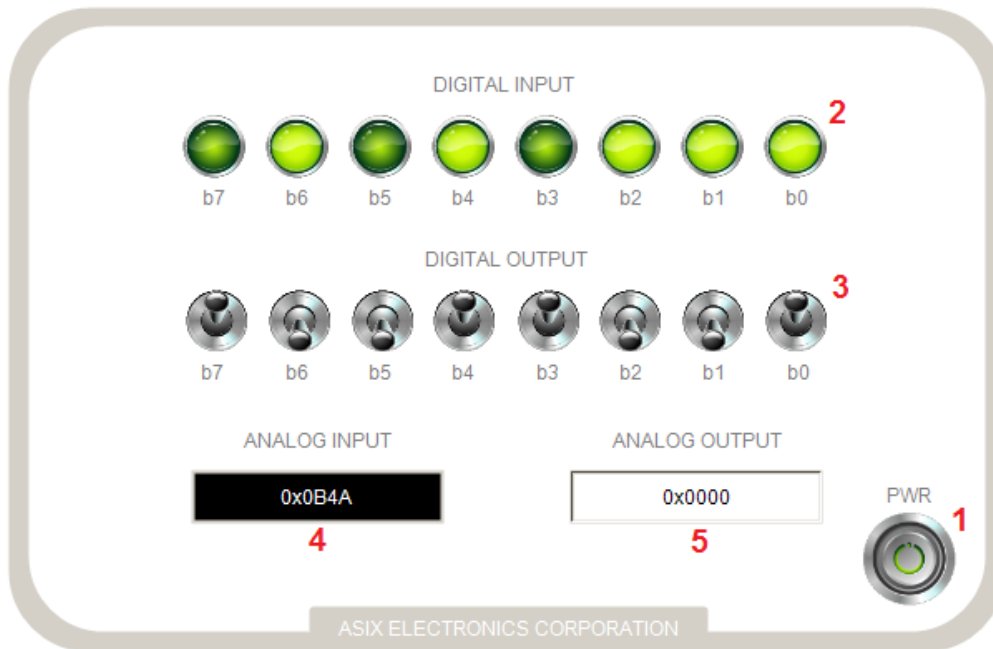 DIGITAL INPUT
2
b7 b6 b5 b4 b3 b2 b1 b0
DIGITAL OUTPUT
3
b7 b6 b5 b4 b3 b2 b1 b0
ANALOG INPUT ANALOG OUTPUT
0x0B4A 0x0000
PWR
4 5 1
ASIX ELECTRONICS CORPORATION